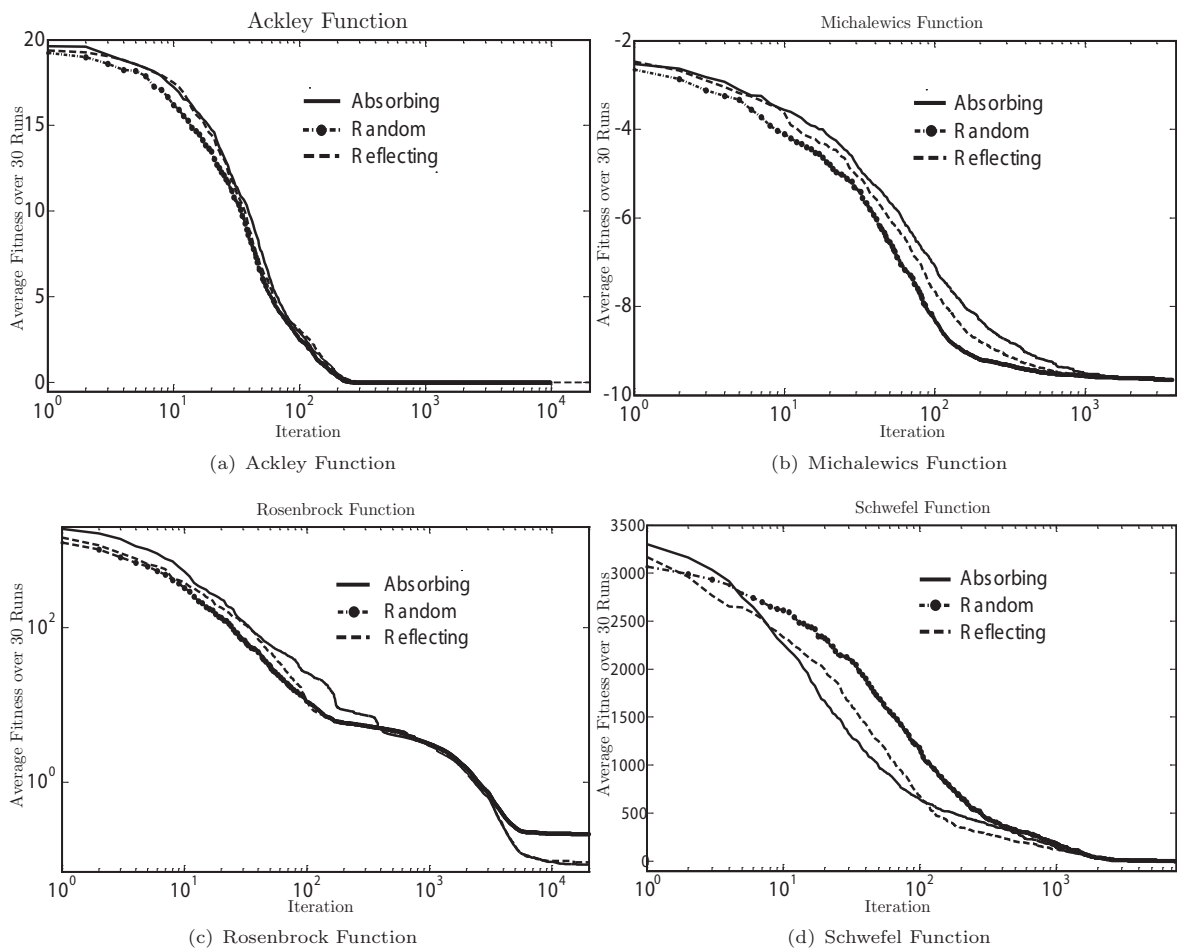 Ackley Function
20
15
10
5
0
Average Fitness over 30 Runs
Absorbing
Random
Reflecting
10^0 10^1 10^2 10^3 10^4
Iteration
(a) Ackley Function
Michalewics Function
-2
-4
-6
-8
-10
Average Fitness over 30 Runs
Absorbing
Random
Reflecting
10^0 10^1 10^2 10^3
Iteration
(b) Michalewics Function
Rosenbrock Function
10^2
10^0
Average Fitness over 30 Runs
Absorbing
Random
Reflecting
10^0 10^1 10^2 10^3 10^4
Iteration
(c) Rosenbrock Function
Schwefel Function
3500
3000
2500
2000
1500
1000
500
0
Average Fitness over 30 Runs
Absorbing
Random
Reflecting
10^0 10^1 10^2 10^3
Iteration
(d) Schwefel Function